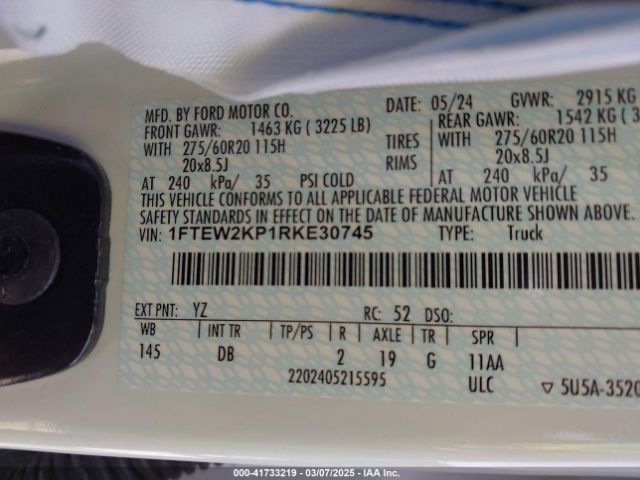 MFD. BY FORD MOTOR CO.
DATE: 05/24 GVWR: 2915 KG
FRONT GAWR: 1463 KG ( 3225 LB)
REAR GAWR: 1542 KG ( 3
WITH 275/60R20 115H TIRES WITH 275/60R20 115H
20x8.5J RIMS 20x8.5J
AT 240 kPa/ 35 PSI COLD AT 240 kPa/ 35
THIS VEHICLE CONFORMS TO ALL APPLICABLE FEDERAL MOTOR VEHICLE
SAFETY STANDARDS IN EFFECT ON THE DATE OF MANUFACTURE SHOWN ABOVE.
VIN: 1FTEW2KP1RKE30745 TYPE: Truck
EXT PNT: YZ RC: 52 DSO:
WB INT TR TP/PS R AXLE TR SPR
145 DB 2 19 G 11AA
2202405215595 ULC ▽ 5U5A-3520
000-41733219 - 03/07/2025 - IAA Inc.